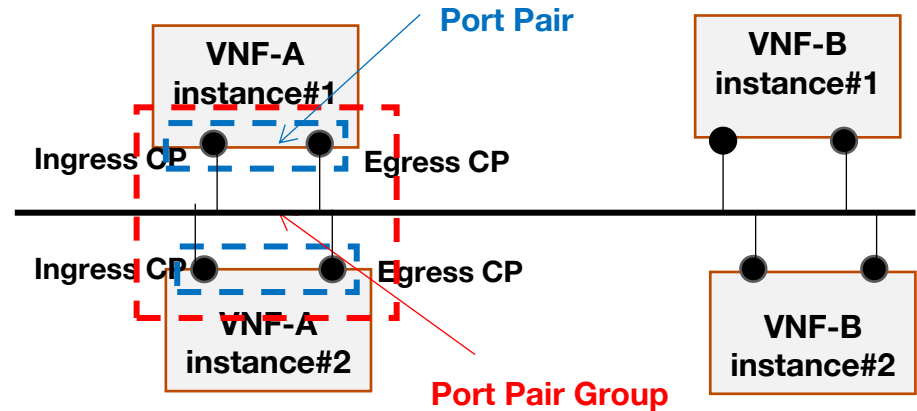 Port Pair
VNF-A
instance#1
VNF-B
instance#1
Ingress CP
Egress CP
Ingress CP
Egress CP
VNF-A
instance#2
VNF-B
instance#2
Port Pair Group